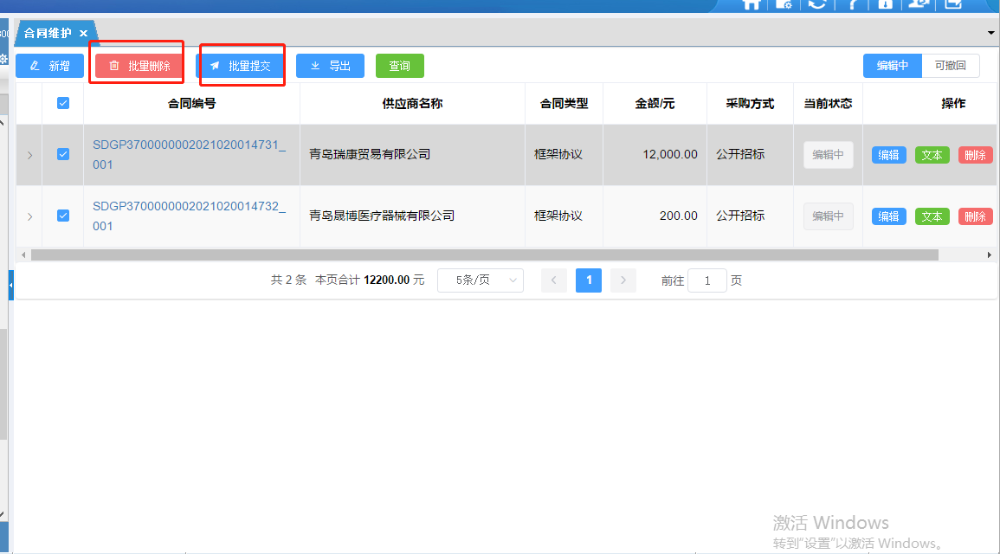 合同维护 ×
新增 批量删除 批量提交 导出 查询 编辑中 可撤回
合同编号 供应商名称 合同类型 金额/元 采购方式 当前状态 操作
SDGP3700000002021020014731_
001
青岛瑞康贸易有限公司 框架协议 12,000.00 公开招标 编辑中 编辑 文本 删除
SDGP3700000002021020014732_
001
青岛晟博医疗器械有限公司 框架协议 200.00 公开招标 编辑中 编辑 文本 删除
共 2 条 本页合计 12200.00 元 5条/页 1 前往 1 页
激活 Windows
转到"设置"以激活 Windows。